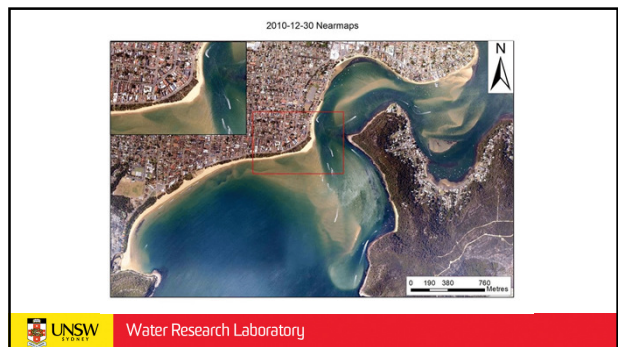 2010-12-30 Nearmaps
N
0 190 380 760
Metres
UNSW
SYDNEY
Water Research Laboratory